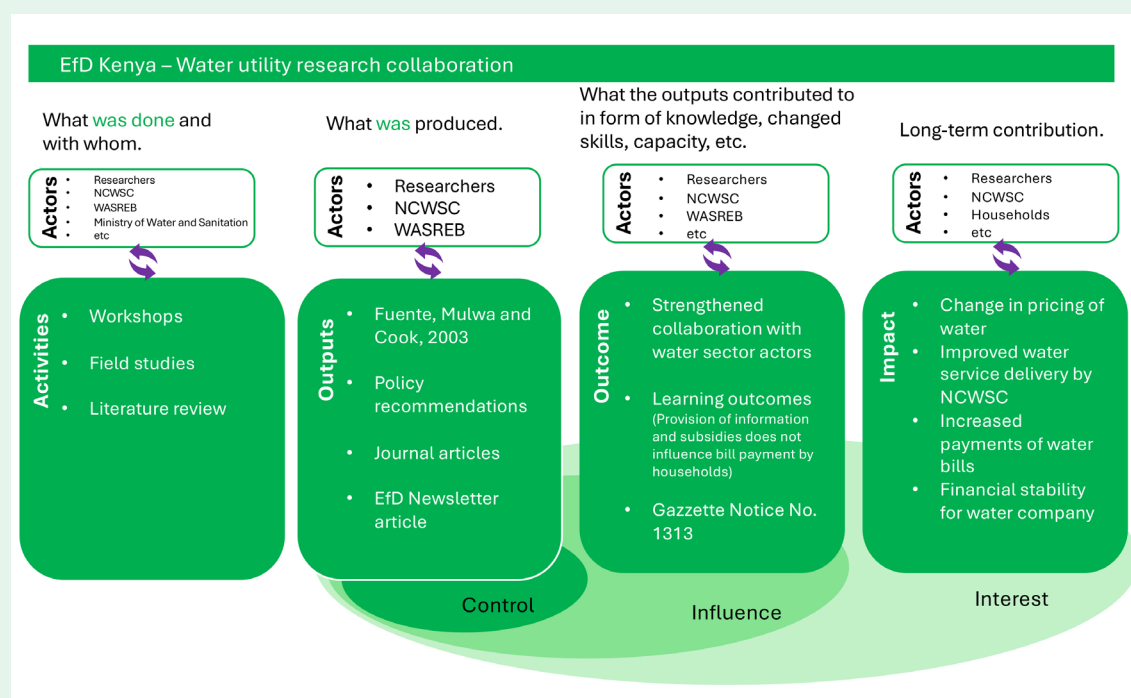 EfD Kenya – Water utility research collaboration
What was done and
with whom.
Actors
• Researchers
• NCWSC
• WASREB
• Ministry of Water and Sanitation
• etc
Activities
• Workshops
• Field studies
• Literature review
What was produced.
Actors
• Researchers
• NCWSC
• WASREB
Outputs
• Fuente, Mulwa and
Cook, 2003
• Policy
recommendations
• Journal articles
• EfD Newsletter
article
What the outputs contributed to
in form of knowledge, changed
skills, capacity, etc.
Actors
• Researchers
• NCWSC
• WASREB
• etc
Outcome
• Strengthened
collaboration with
water sector actors
• Learning outcomes
(Provision of information
and subsidies does not
influence bill payment by
households)
• Gazzette Notice No.
1313
Long-term contribution.
Actors
• Researchers
• NCWSC
• Households
• etc
Impact
• Change in pricing of
water
• Improved water
service delivery by
NCWSC
• Increased
payments of water
bills
• Financial stability
for water company
Control
Influence
Interest